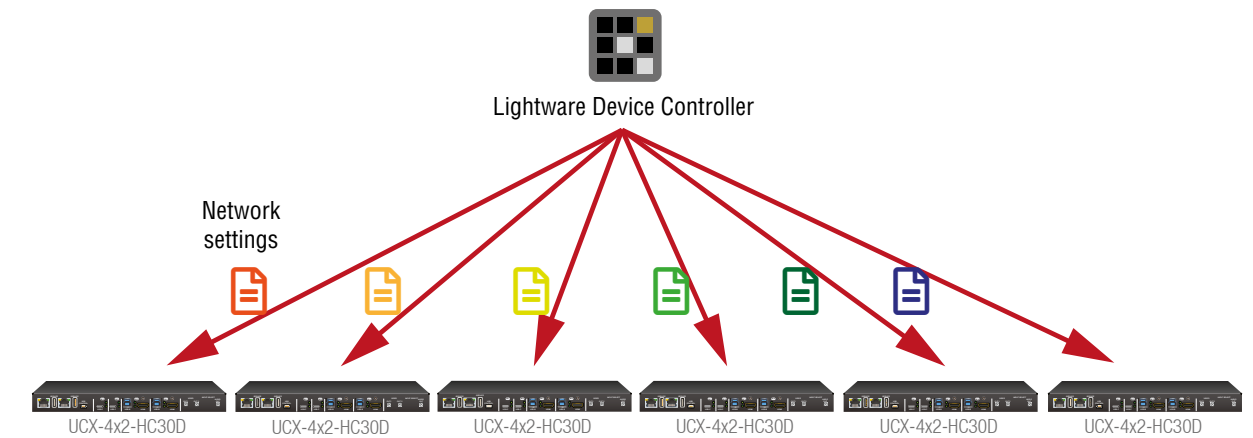 Lightware Device Controller
Network
settings
UCX-4x2-HC30D
UCX-4x2-HC30D
UCX-4x2-HC30D
UCX-4x2-HC30D
UCX-4x2-HC30D
UCX-4x2-HC30D